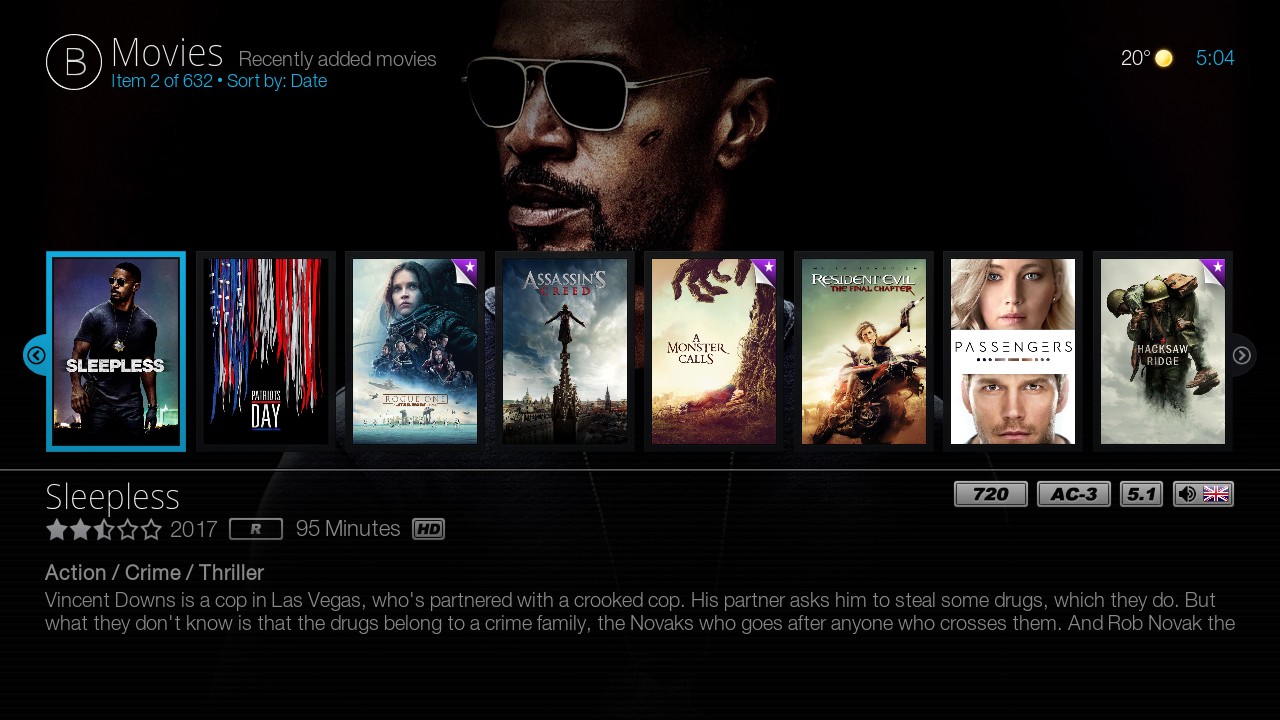 B Movies Recently added movies
Item 2 of 632 • Sort by: Date
20° 5:04
SLEEPLESS
PATRIOTS
DAY
ROGUE ONE
ASSASSIN'S
CREED
A
MONSTER
CALLS
RESIDENT EVIL
THE FINAL CHAPTER
PASSENGERS
HACKSAW
RIDGE
Sleepless
720 AC-3 5.1
2017 R 95 Minutes HD
Action / Crime / Thriller
Vincent Downs is a cop in Las Vegas, who's partnered with a crooked cop. His partner asks him to steal some drugs, which they do. But
what they don't know is that the drugs belong to a crime family, the Novaks who goes after anyone who crosses them. And Rob Novak the